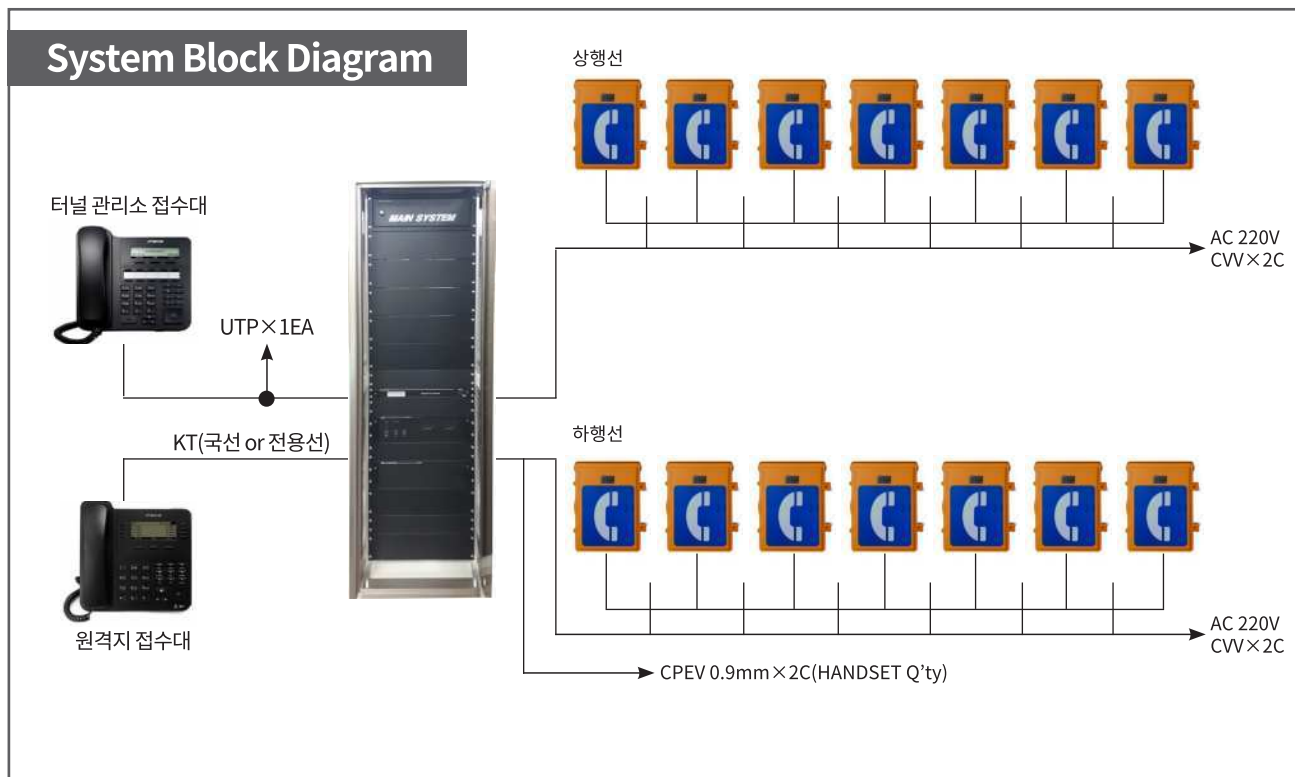 System Block Diagram
상행선
터널 관리소 접수대
MAIN SYSTEM
AC 220V
CVV×2C
UTP×1EA
하행선
KT(국선 or 전용선)
AC 220V
CVV×2C
원격지 접수대
CPEV 0.9mm×2C(HANDSET Q'ty)